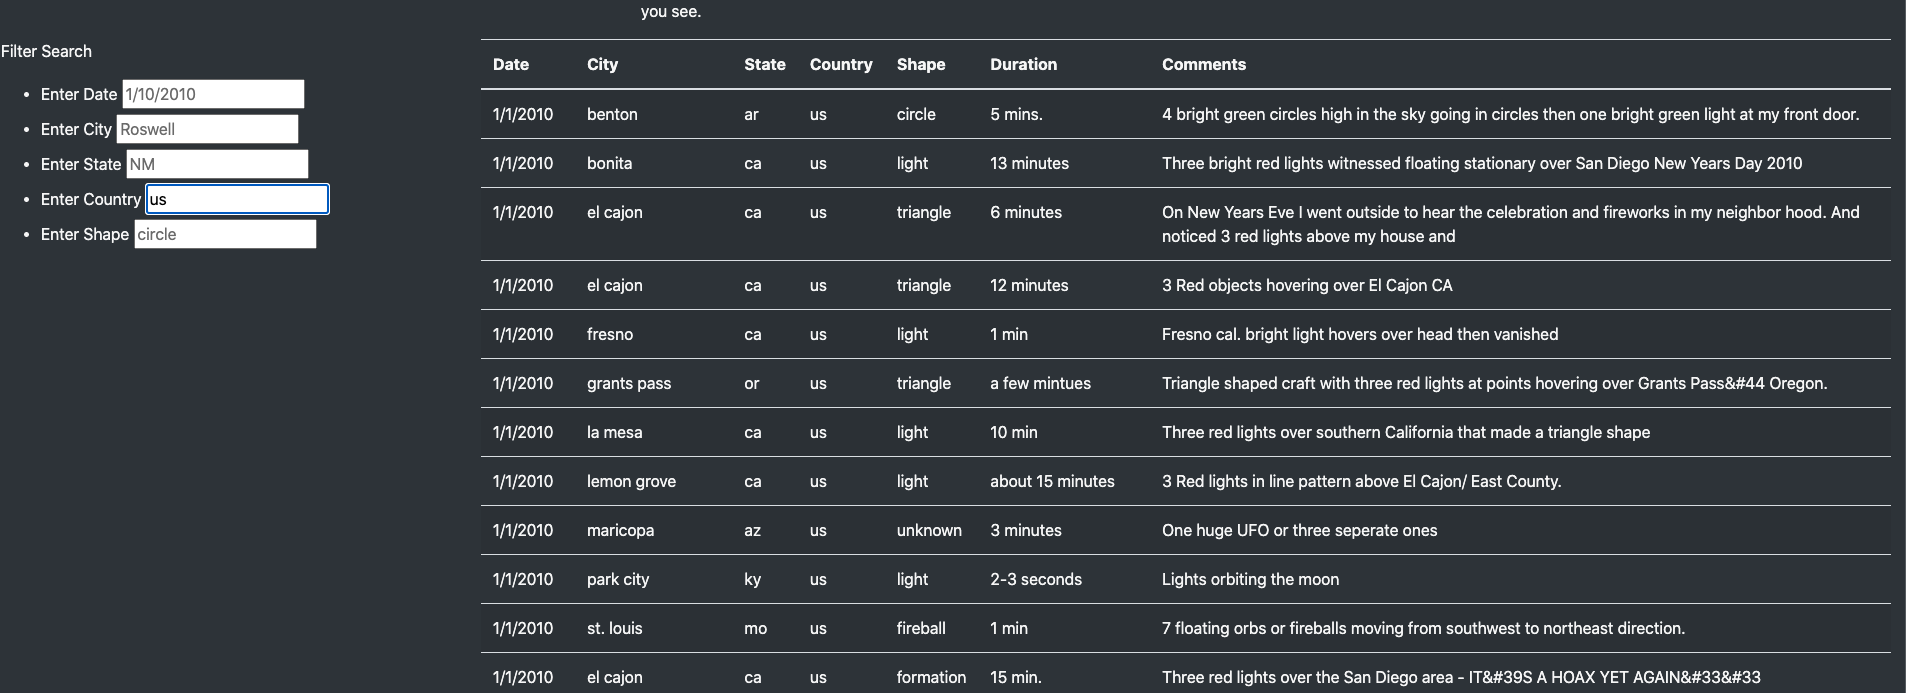 you see.
Filter Search
Enter Date 1/10/2010
Enter City Roswell
Enter State NM
Enter Country us
Enter Shape circle
Date City State Country Shape Duration Comments
1/1/2010 benton ar us circle 5 mins. 4 bright green circles high in the sky going in circles then one bright green light at my front door.
1/1/2010 bonita ca us light 13 minutes Three bright red lights witnessed floating stationary over San Diego New Years Day 2010
1/1/2010 el cajon ca us triangle 6 minutes On New Years Eve I went outside to hear the celebration and fireworks in my neighbor hood. And
noticed 3 red lights above my house and
1/1/2010 el cajon ca us triangle 12 minutes 3 Red objects hovering over El Cajon CA
1/1/2010 fresno ca us light 1 min Fresno cal. bright light hovers over head then vanished
1/1/2010 grants pass or us triangle a few mintues Triangle shaped craft with three red lights at points hovering over Grants Pass&#44 Oregon.
1/1/2010 la mesa ca us light 10 min Three red lights over southern California that made a triangle shape
1/1/2010 lemon grove ca us light about 15 minutes 3 Red lights in line pattern above El Cajon/ East County.
1/1/2010 maricopa az us unknown 3 minutes One huge UFO or three seperate ones
1/1/2010 park city ky us light 2-3 seconds Lights orbiting the moon
1/1/2010 st. louis mo us fireball 1 min 7 floating orbs or fireballs moving from southwest to northeast direction.
1/1/2010 el cajon ca us formation 15 min. Three red lights over the San Diego area - IT&#39S A HOAX YET AGAIN&#33&#33